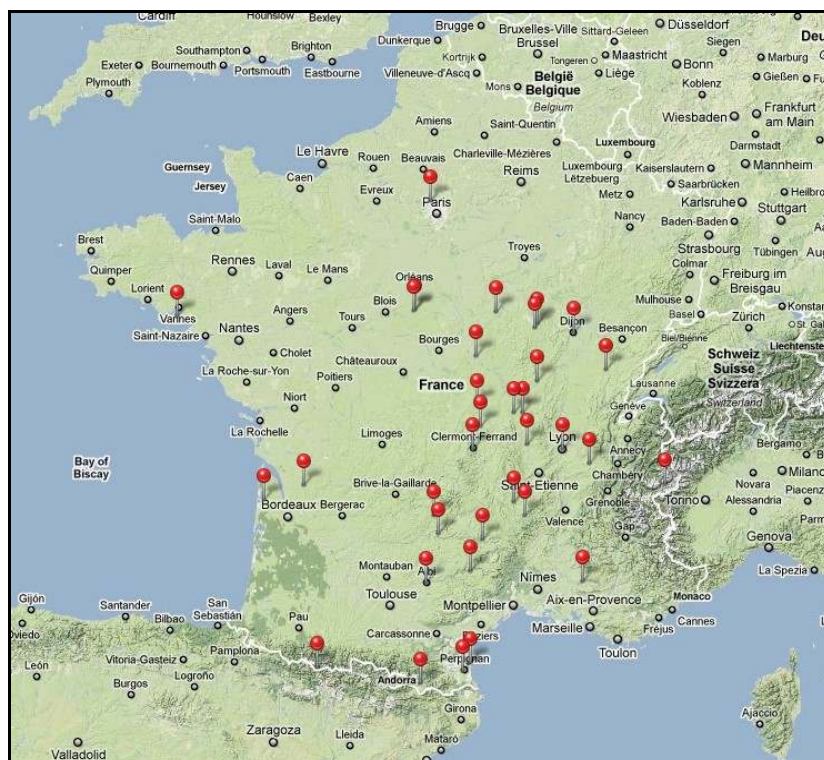 Cardiff
Hounslow
Bexley
Brugge
Bruxelles-Ville
Brussel
Sittard-Geleen
Düsseldorf
Southampton
Brighton
Dunkerque
Kortrijk
Tongeren
Maastricht
Siegen
Exeter
Bournemouth
Portsmouth
Eastbourne
Villeneuve-d'Ascq
België
Belgique
Belgium
Liège
Bonn
Marburg
Plymouth
Mons
Koblenz
Gießen
Amiens
Saint-Quentin
Wiesbaden
Frankfurt
am Main
Le Havre
Rouen
Beauvais
Charleville-Mézières
Luxembourg
Darmstadt
Guernsey
Jersey
Caen
Evreux
Reims
Luxembourg
Lëtzebuerg
Kaiserslautern
Mannheim
Paris
Metz
Saarbrücken
Karlsruhe
Heilbro
Saint-Malo
Nancy
Baden-Baden
Stuttgart
Brest
Quimper
Rennes
Laval
Le Mans
Troyes
Strasbourg
Tübingen
Colmar
Lorient
Vannes
Orléans
Blois
Mulhouse
Freiburg im
Breisgau
Angers
Tours
Dijon
Basel
Konstan
Saint-Nazaire
Nantes
Bourges
Besançon
Biel/Bienne
Zürich
St. Gal
Cholet
Châteauroux
Liechtenste
La Roche-sur-Yon
Poitiers
France
Schweiz
Suisse
Svizzera
Switzerland
Lausanne
Niort
Genève
La Rochelle
Limoges
Clermont-Ferrand
Lyon
Annecy
Bergamo
Bay of
Biscay
Chambéry
Milano
Brive-la-Gaillarde
Saint-Etienne
Grenoble
Torino
Novara
Piacenz
Bordeaux
Bergerac
Valence
Alessandria
Gap
Parm
Genova
Montauban
Albi
La Spezia
Gijón
Santander
San
Sebastián
Toulouse
Nîmes
Monaco
Oviedo
Bilbao
Pau
Montpellier
Aix-en-Provence
Cannes
Carcassonne
Béziers
Marseille
Fréjus
Toulon
León
Vitoria-Gasteiz
Pamplona
Perpignan
Burgos
Logroño
Andorra
Girona
Ajaccio
Zaragoza
Lleida
Mataró
Valladolid